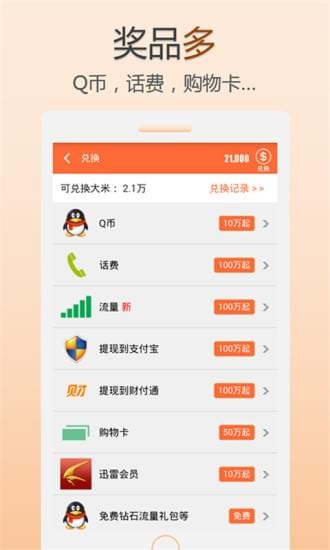 奖品多
Q币，话费，购物卡...
兑换 21,000 $
兑换
可兑换大米：2.1万 兑换记录 >>
Q币 10万起
话费 100万起
流量 新 100万起
提现到支付宝 100万起
贝才 提现到财付通 100万起
购物卡 50万起
迅雷会员 100万起
免费钻石流量礼包等 免费